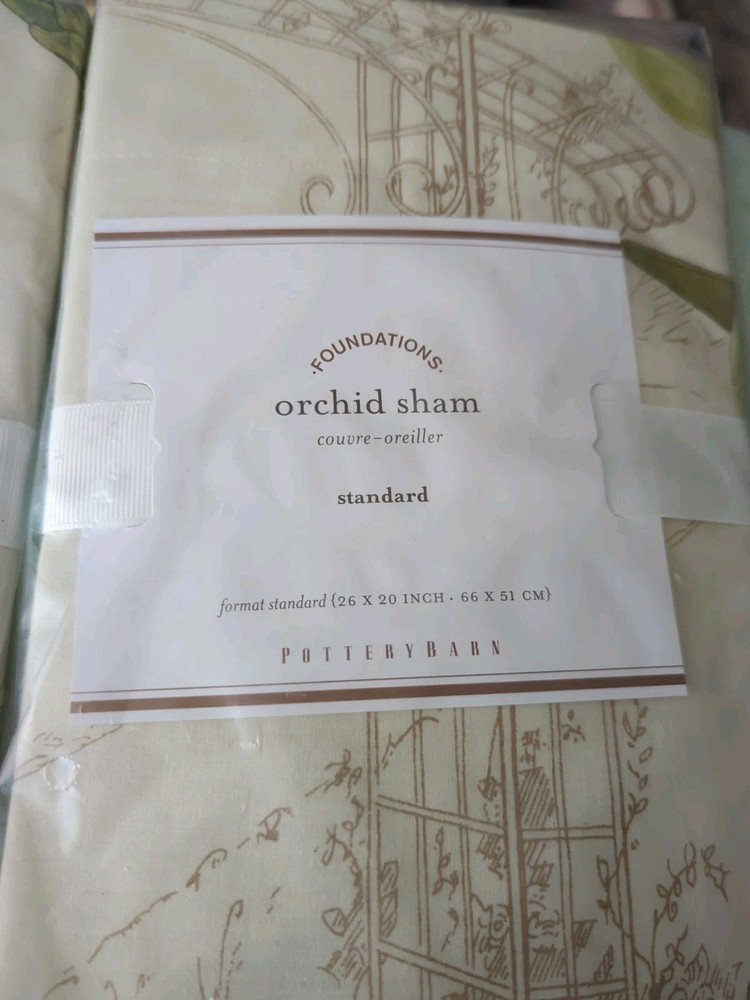 ·FOUNDATIONS·
orchid sham
couvre-oreiller
standard
format standard {26 X 20 INCH · 66 X 51 CM}
POTTERYBARN